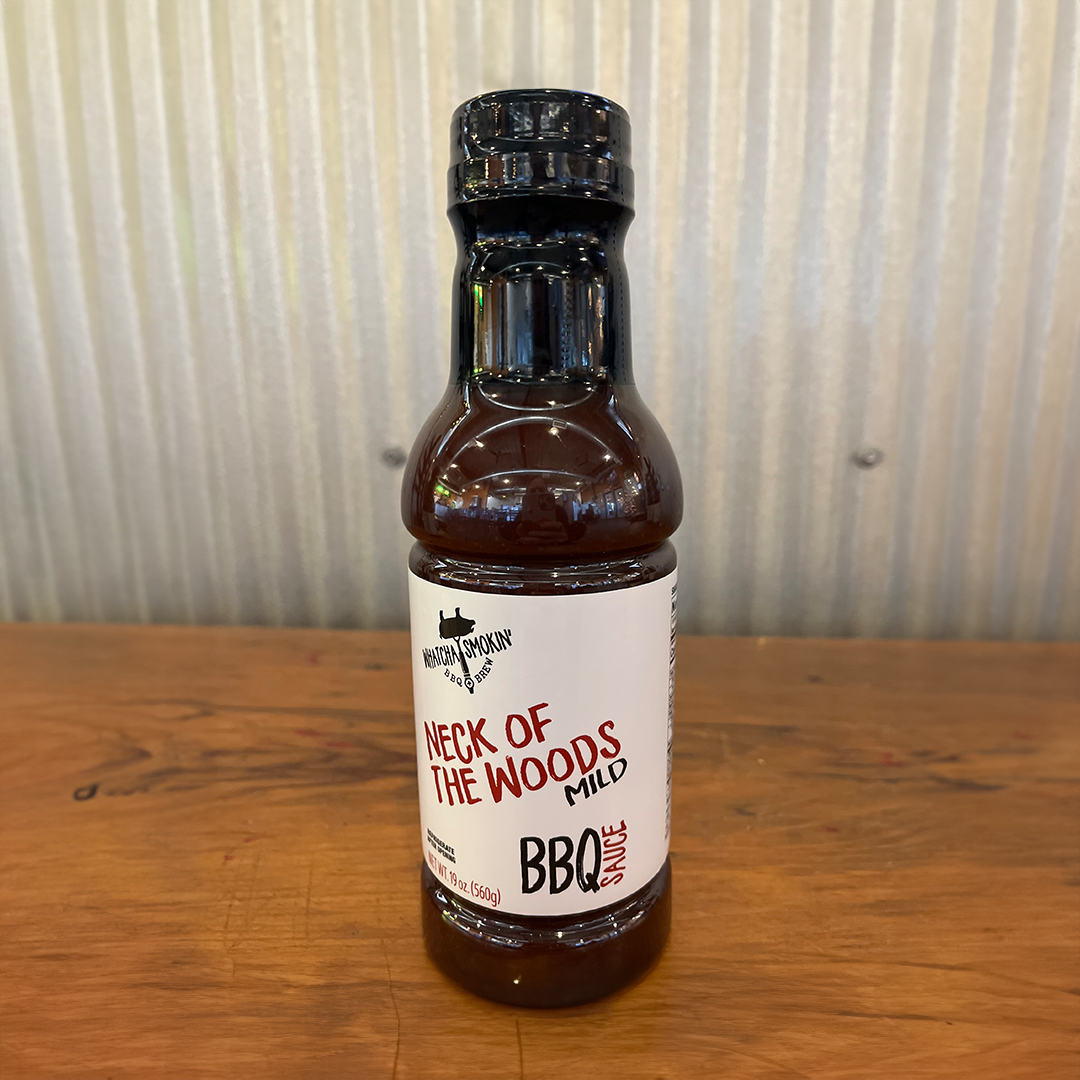 WHATCHA SMOKIN'
BBQ & BREW
NECK OF
THE WOODS
MILD
BBQ SAUCE
REFRIGERATE
AFTER OPENING
NET WT. 19 oz. (560g)